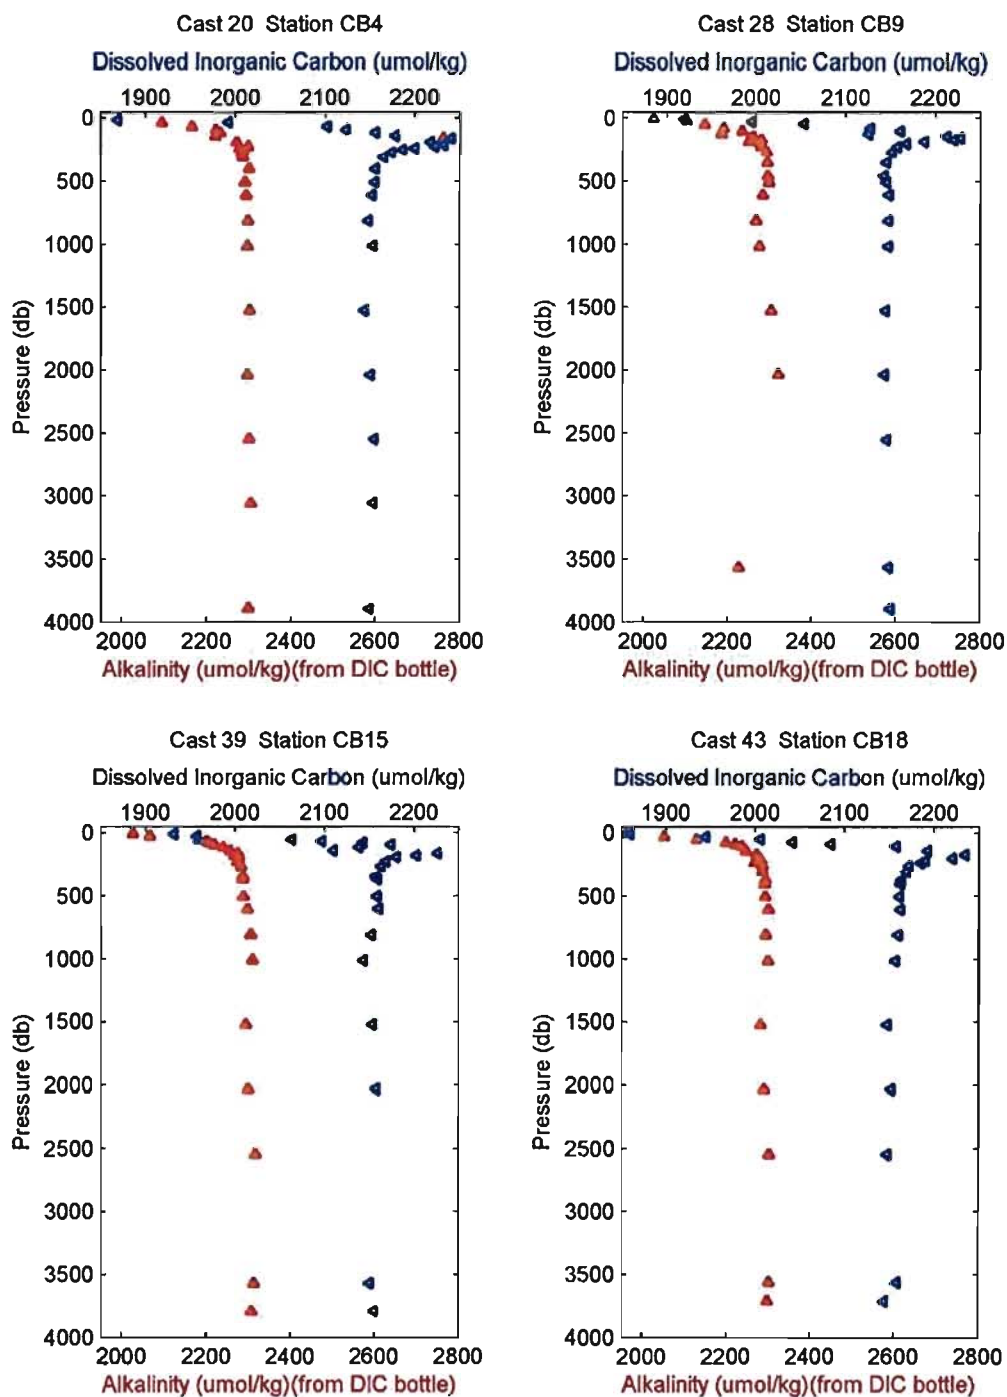 Cast 20 Station CB4
Dissolved Inorganic Carbon (umol/kg)
1900 2000 2100 2200
0
500
1000
1500
2000
2500
3000
3500
4000
Pressure (db)
2000 2200 2400 2600 2800
Alkalinity (umol/kg)(from DIC bottle)
Cast 28 Station CB9
Dissolved Inorganic Carbon (umol/kg)
1900 2000 2100 2200
0
500
1000
1500
2000
2500
3000
3500
4000
Pressure (db)
2000 2200 2400 2600 2800
Alkalinity (umol/kg)(from DIC bottle)
Cast 39 Station CB15
Dissolved Inorganic Carbon (umol/kg)
1900 2000 2100 2200
0
500
1000
1500
2000
2500
3000
3500
4000
Pressure (db)
2000 2200 2400 2600 2800
Alkalinity (umol/kg)(from DIC bottle)
Cast 43 Station CB18
Dissolved Inorganic Carbon (umol/kg)
1900 2000 2100 2200
0
500
1000
1500
2000
2500
3000
3500
4000
Pressure (db)
2000 2200 2400 2600 2800
Alkalinity (umol/kg)(from DIC bottle)